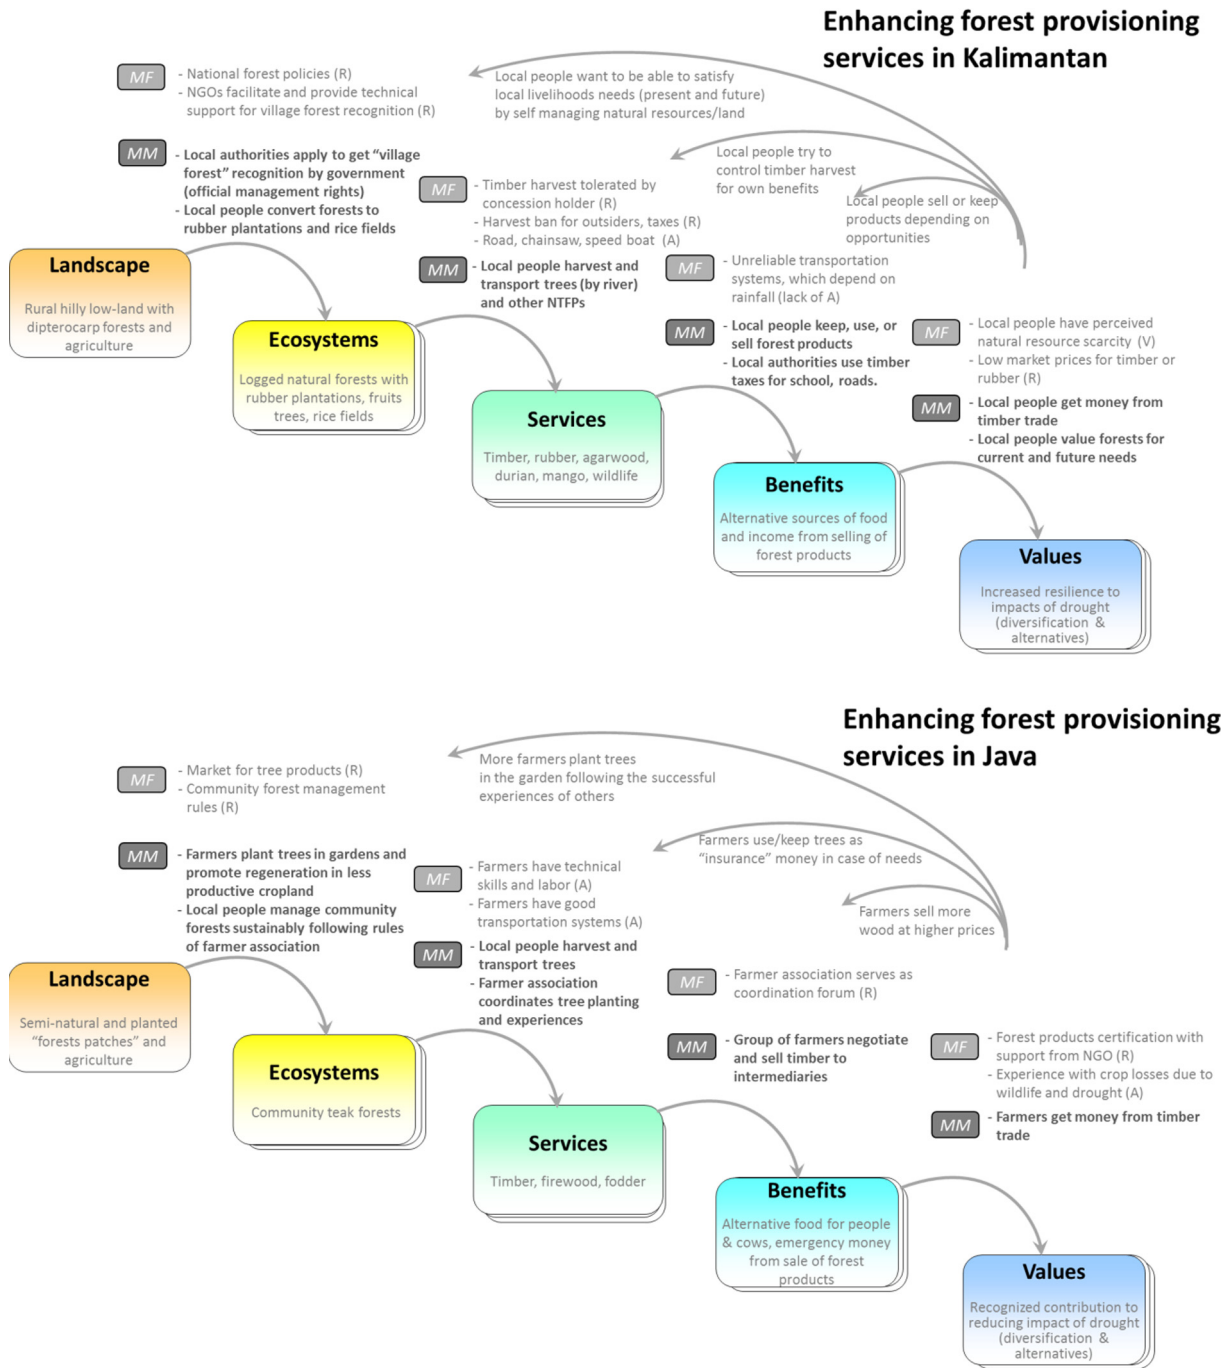 Enhancing forest provisioning
services in Kalimantan
MF
- National forest policies (R)
- NGOs facilitate and provide technical
support for village forest recognition (R)
Local people want to be able to satisfy
local livelihoods needs (present and future)
by self managing natural resources/land
MM
- Local authorities apply to get “village
forest” recognition by government
(official management rights)
- Local people convert forests to
rubber plantations and rice fields
Local people try to
control timber harvest
for own benefits
MF
- Timber harvest tolerated by
concession holder (R)
- Harvest ban for outsiders, taxes (R)
- Road, chainsaw, speed boat (A)
Local people sell or keep
products depending on
opportunities
MM
- Local people harvest and
transport trees (by river)
and other NTFPs
MF
- Unreliable transportation
systems, which depend on
rainfall (lack of A)
MM
- Local people keep, use, or
sell forest products
- Local authorities use timber
taxes for school, roads.
MF
- Local people have perceived
natural resource scarcity (V)
- Low market prices for timber or
rubber (R)
MM
- Local people get money from
timber trade
- Local people value forests for
current and future needs
Landscape
Rural hilly low-land with
dipterocarp forests and
agriculture
Ecosystems
Logged natural forests with
rubber plantations, fruits
trees, rice fields
Services
Timber, rubber, agarwood,
durian, mango, wildlife
Benefits
Alternative sources of food
and income from selling of
forest products
Values
Increased resilience to
impacts of drought
(diversification &
alternatives)
Enhancing forest provisioning
services in Java
MF
- Market for tree products (R)
- Community forest management
rules (R)
More farmers plant trees
in the garden following the successful
experiences of others
MM
- Farmers plant trees in gardens and
promote regeneration in less
productive cropland
- Local people manage community
forests sustainably following rules
of farmer association
Farmers use/keep trees as
“insurance” money in case of needs
MF
- Farmers have technical
skills and labor (A)
- Farmers have good
transportation systems (A)
Farmers sell more
wood at higher prices
MM
- Local people harvest and
transport trees
- Farmer association
coordinates tree planting
and experiences
MF
- Farmer association serves as
coordination forum (R)
MM
- Group of farmers negotiate
and sell timber to
intermediaries
MF
- Forest products certification with
support from NGO (R)
- Experience with crop losses due to
wildlife and drought (A)
MM
- Farmers get money from timber
trade
Landscape
Semi-natural and planted
“forests patches” and
agriculture
Ecosystems
Community teak forests
Services
Timber, firewood, fodder
Benefits
Alternative food for people
& cows, emergency money
from sale of forest
products
Values
Recognized contribution to
reducing impact of drought
(diversification &
alternatives)